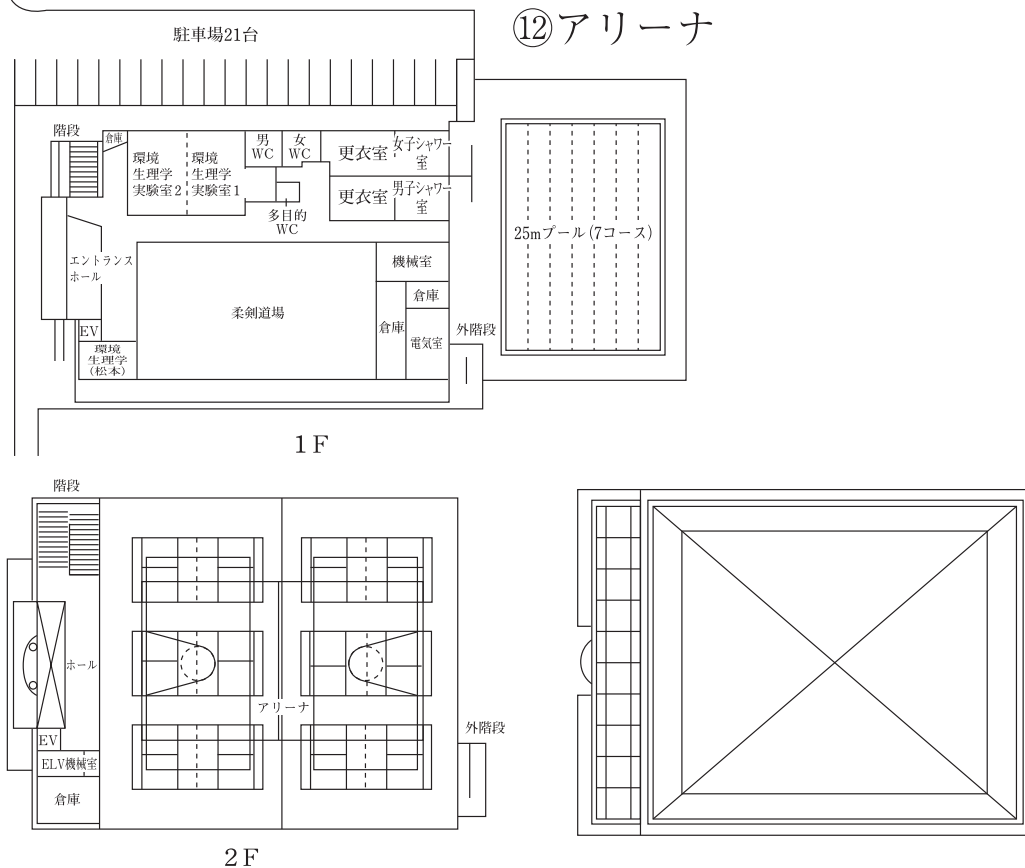 ⑫アリーナ
駐車場21台
階段
倉庫
環境
生理学
実験室2
環境
生理学
実験室1
男
WC
女
WC
多目的
WC
更衣室
女子シャワー
室
更衣室
男子シャワー
室
25mプール(7コース)
エントランス
ホール
EV
環境
生理学
(松本)
柔剣道場
機械室
倉庫
倉庫
電気室
外階段
1F
階段
ホール
EV
ELV機械室
倉庫
アリーナ
外階段
2F